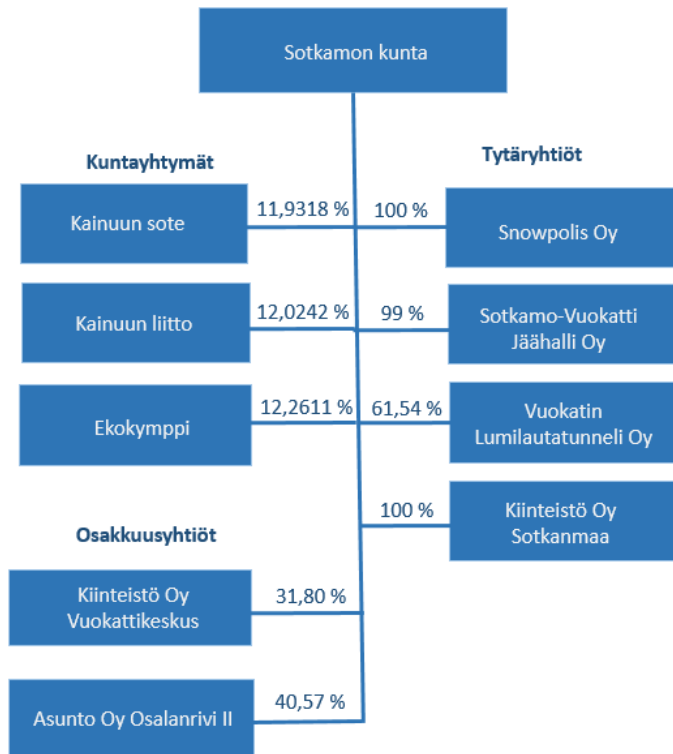 Sotkamon kunta
Kuntayhtymät
Kainuun sote
11,9318 %
Kainuun liitto
12,0242 %
Ekokymppi
12,2611 %
Tytäryhtiöt
100 %
Snowpolis Oy
99 %
Sotkamo-Vuokatti
Jäähalli Oy
61,54 %
Vuokatin
Lumilautatunneli Oy
100 %
Kiinteistö Oy
Sotkanmaa
Osakkuusyhtiöt
Kiinteistö Oy
Vuokattikeskus
31,80 %
Asunto Oy Osalanrivi II
40,57 %